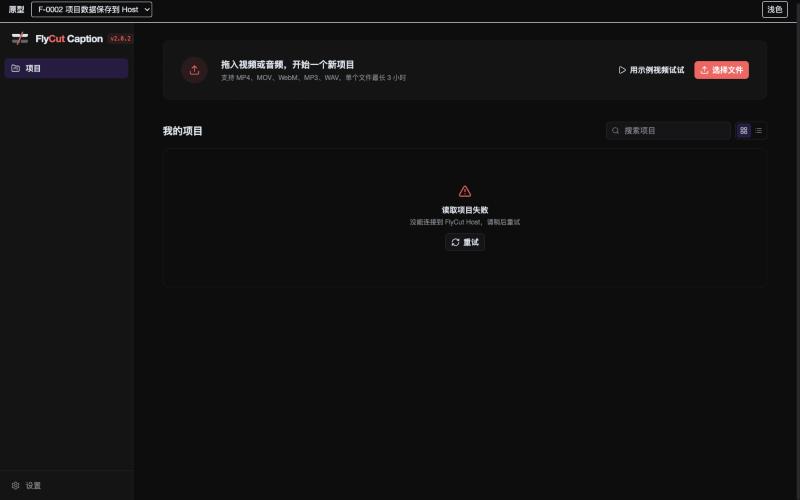 原型 F-0002 项目数据保存到 Host 浅色
FlyCut Caption v2.0.2
项目
拖入视频或音频，开始一个新项目
支持 MP4、MOV、WebM、MP3、WAV，单个文件最长 3 小时
用示例视频试试 选择文件
我的项目 搜索项目
读取项目失败
没能连接到 FlyCut Host，请稍后重试
重试
设置